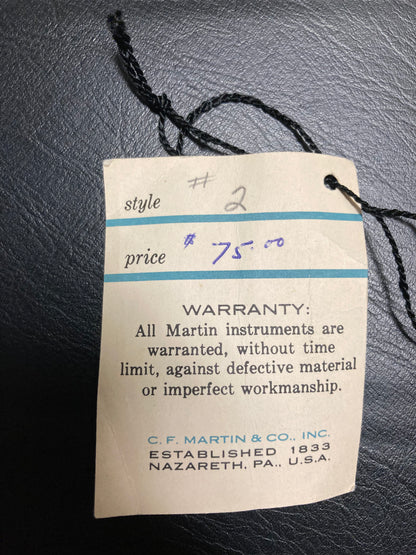 style # 2
price $ 75.00
WARRANTY:
All Martin instruments are
warranted, without time
limit, against defective material
or imperfect workmanship.
C. F. MARTIN & CO., INC.
ESTABLISHED 1833
NAZARETH, PA., U.S.A.